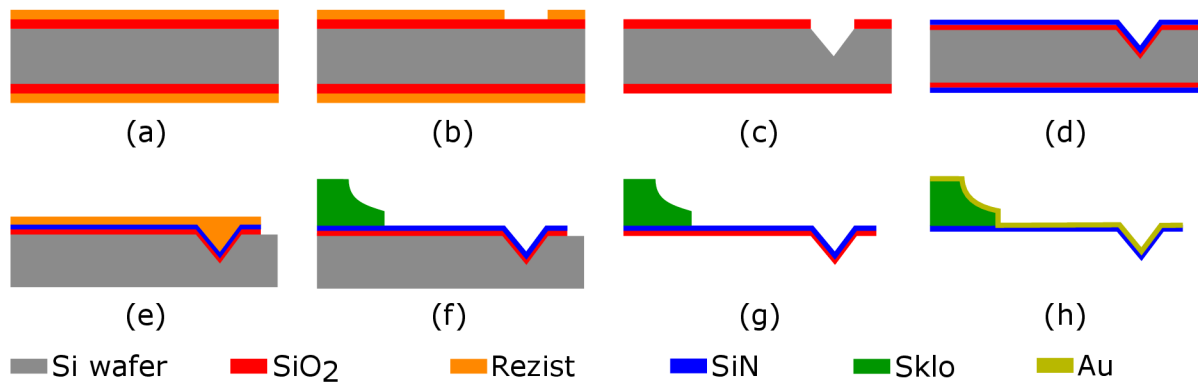 (a) (b) (c) (d)
(e) (f) (g) (h)
Si wafer SiO₂ Rezist SiN Sklo Au